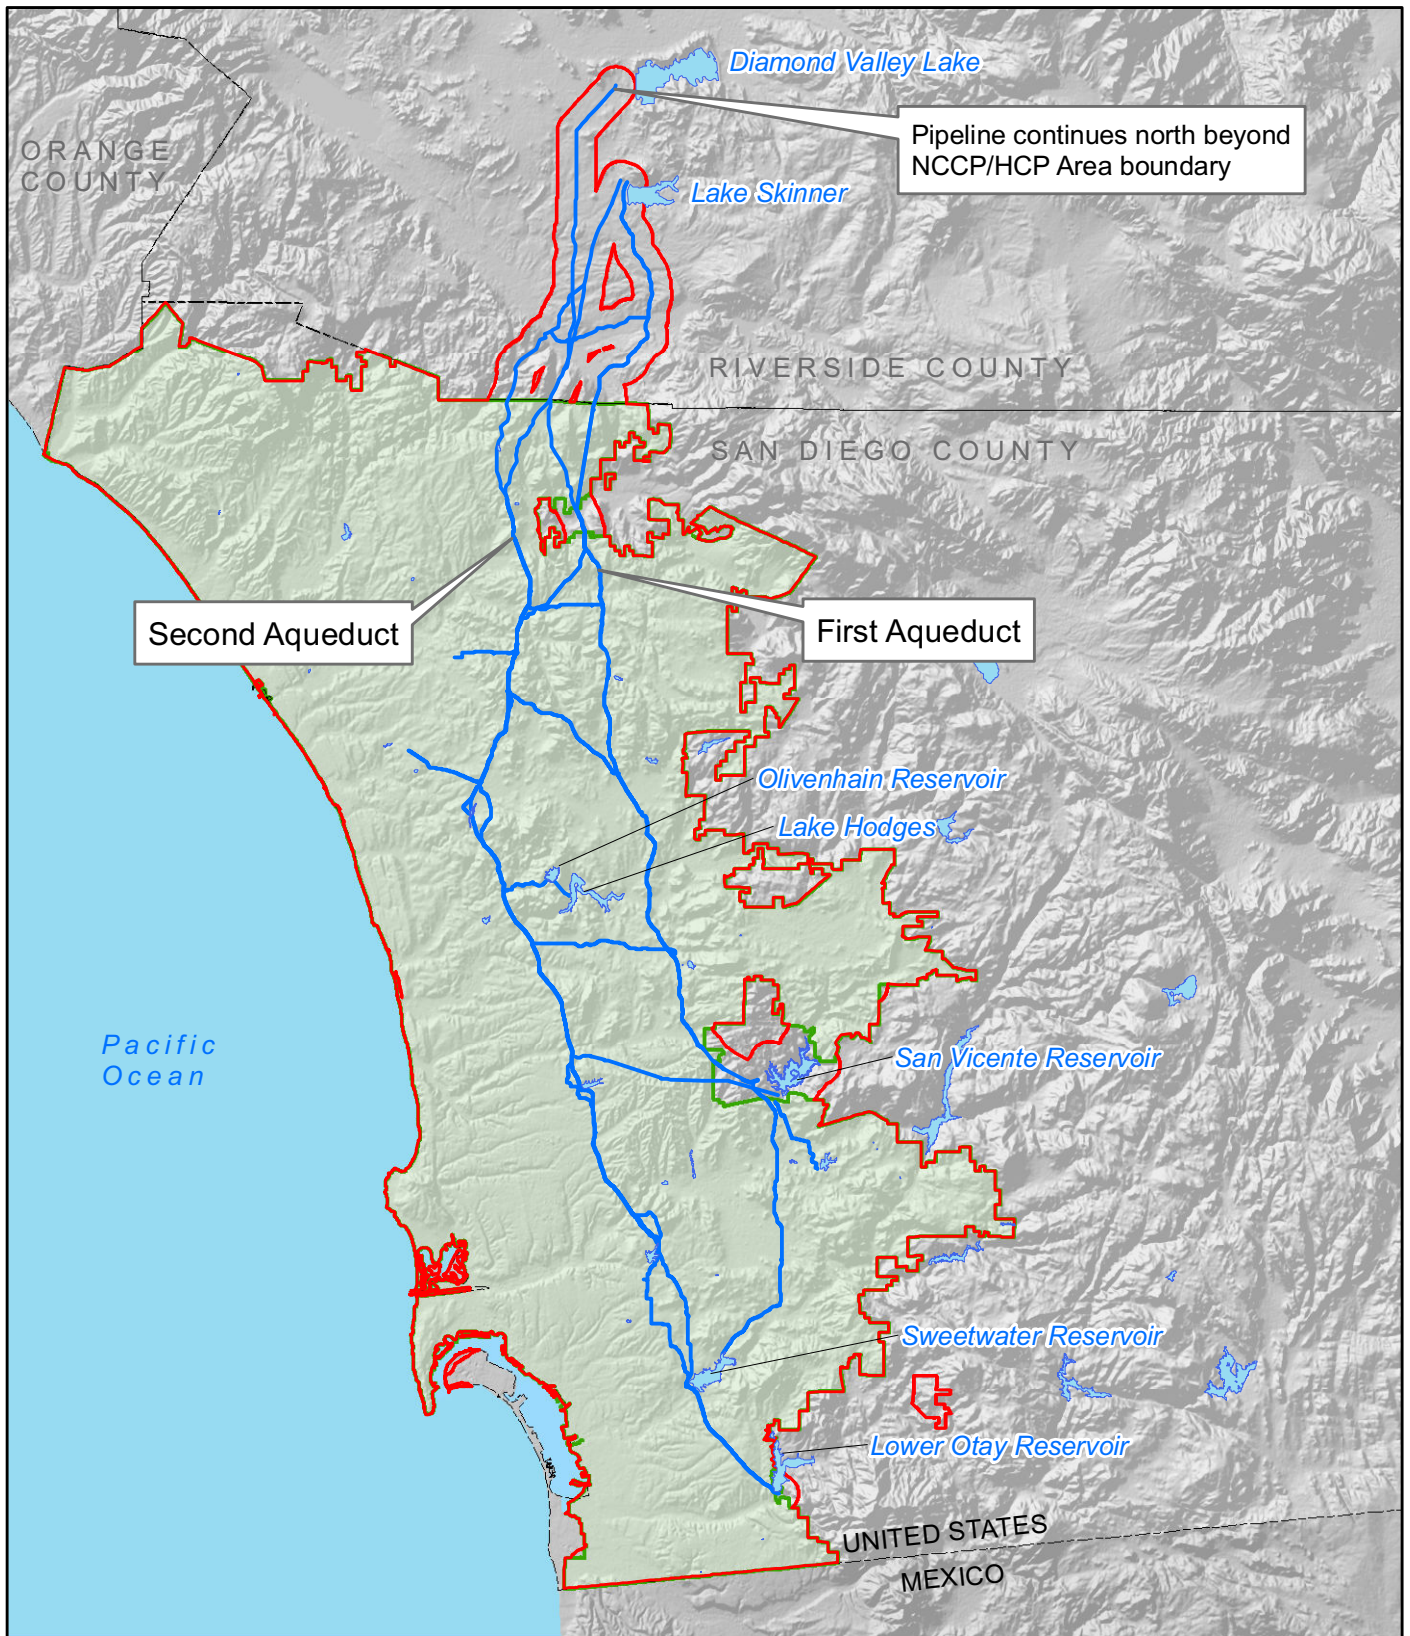 Diamond Valley Lake
Pipeline continues north beyond
NCCP/HCP Area boundary
ORANGE
COUNTY
Lake Skinner
RIVERSIDE COUNTY
SAN DIEGO COUNTY
Second Aqueduct
First Aqueduct
Olivenhain Reservoir
Lake Hodges
Pacific
Ocean
San Vicente Reservoir
Sweetwater Reservoir
Lower Otay Reservoir
UNITED STATES
MEXICO